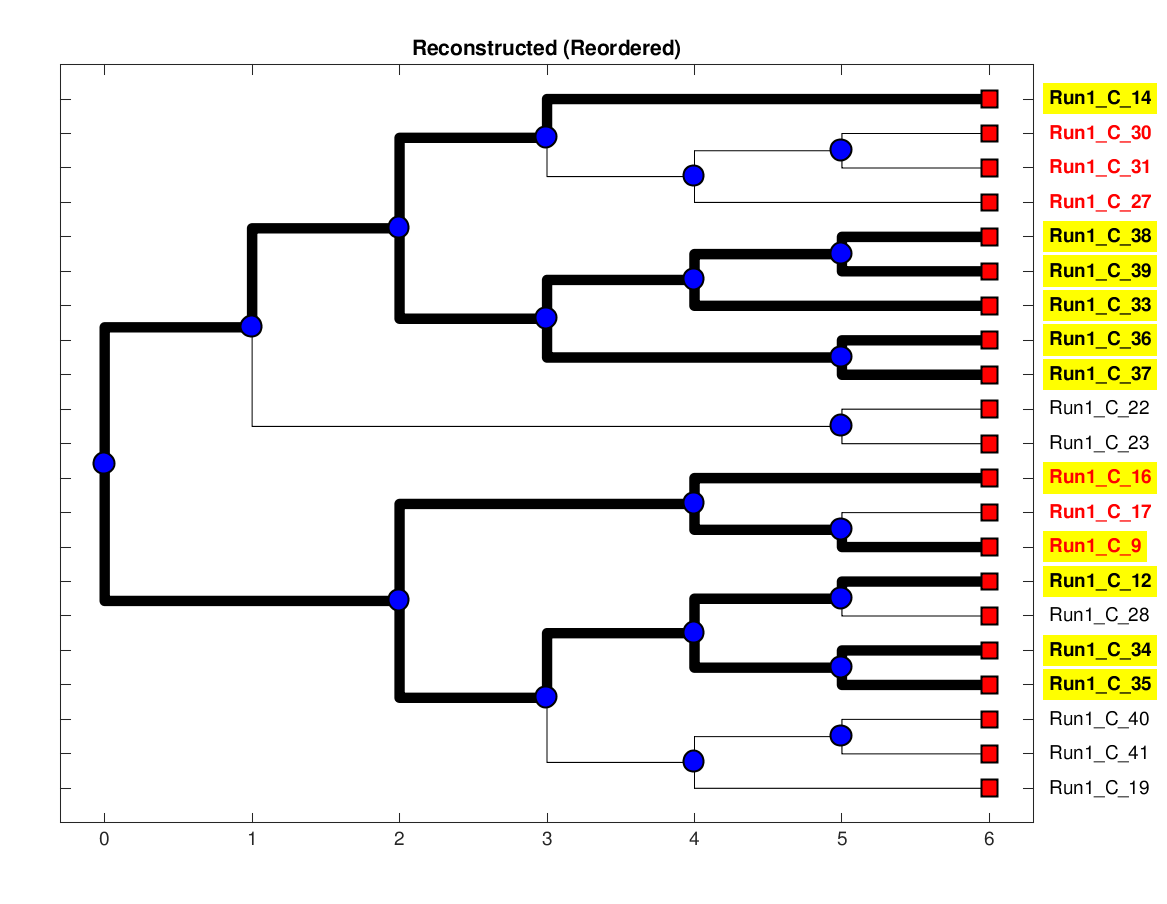 Reconstructed (Reordered)
Run1_C_14
Run1_C_30
Run1_C_31
Run1_C_27
Run1_C_38
Run1_C_39
Run1_C_33
Run1_C_36
Run1_C_37
Run1_C_22
Run1_C_23
Run1_C_16
Run1_C_17
Run1_C_9
Run1_C_12
Run1_C_28
Run1_C_34
Run1_C_35
Run1_C_40
Run1_C_41
Run1_C_19
0 1 2 3 4 5 6